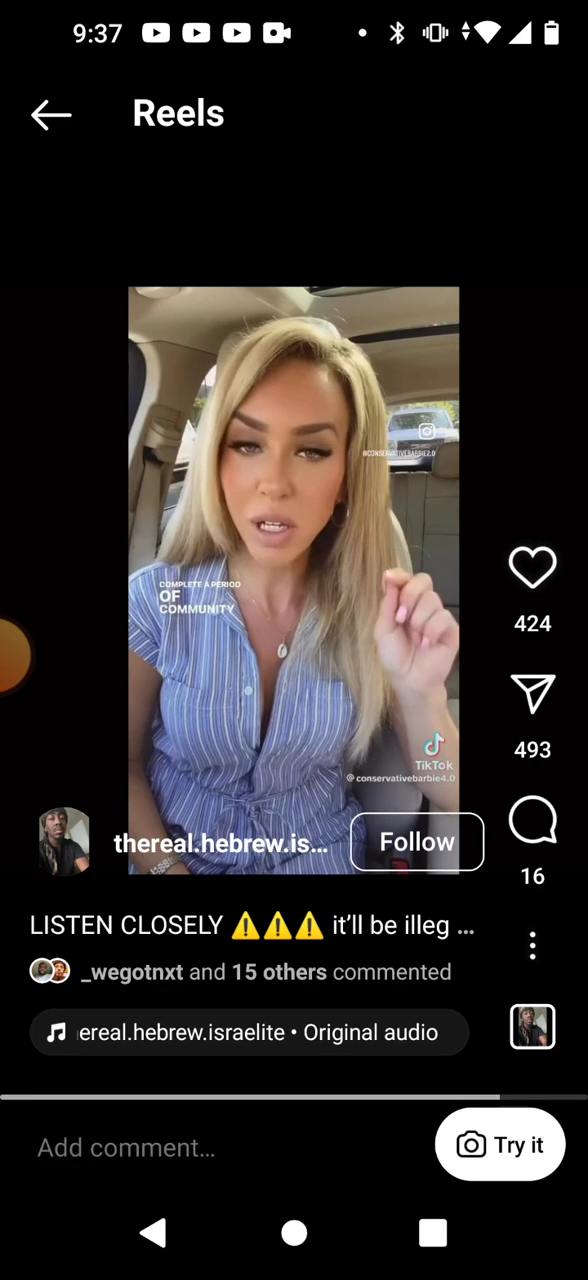 9:37
Reels
@CONSERVATIVEBARBIE2.0
COMPLETE A PERIOD
OF
COMMUNITY
424
493
TikTok
@conservativebarbie4.0
thereal.hebrew.is...
Follow
16
LISTEN CLOSELY ⚠️⚠️⚠️ it’ll be illeg ...
_wegotnxt and 15 others commented
ereal.hebrew.israelite • Original audio
Add comment...
Try it